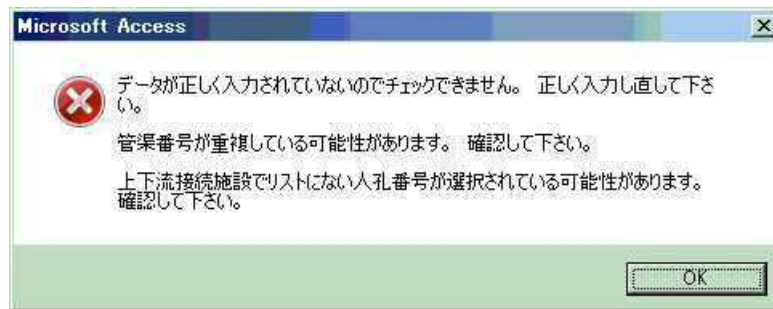 Microsoft Access
データが正しく入力されていないのでチェックできません。 正しく入力し直して下さ
い。
管渠番号が重複している可能性があります。 確認して下さい。
上下流接続施設でリストにない人孔番号が選択されている可能性があります。
確認して下さい。
OK